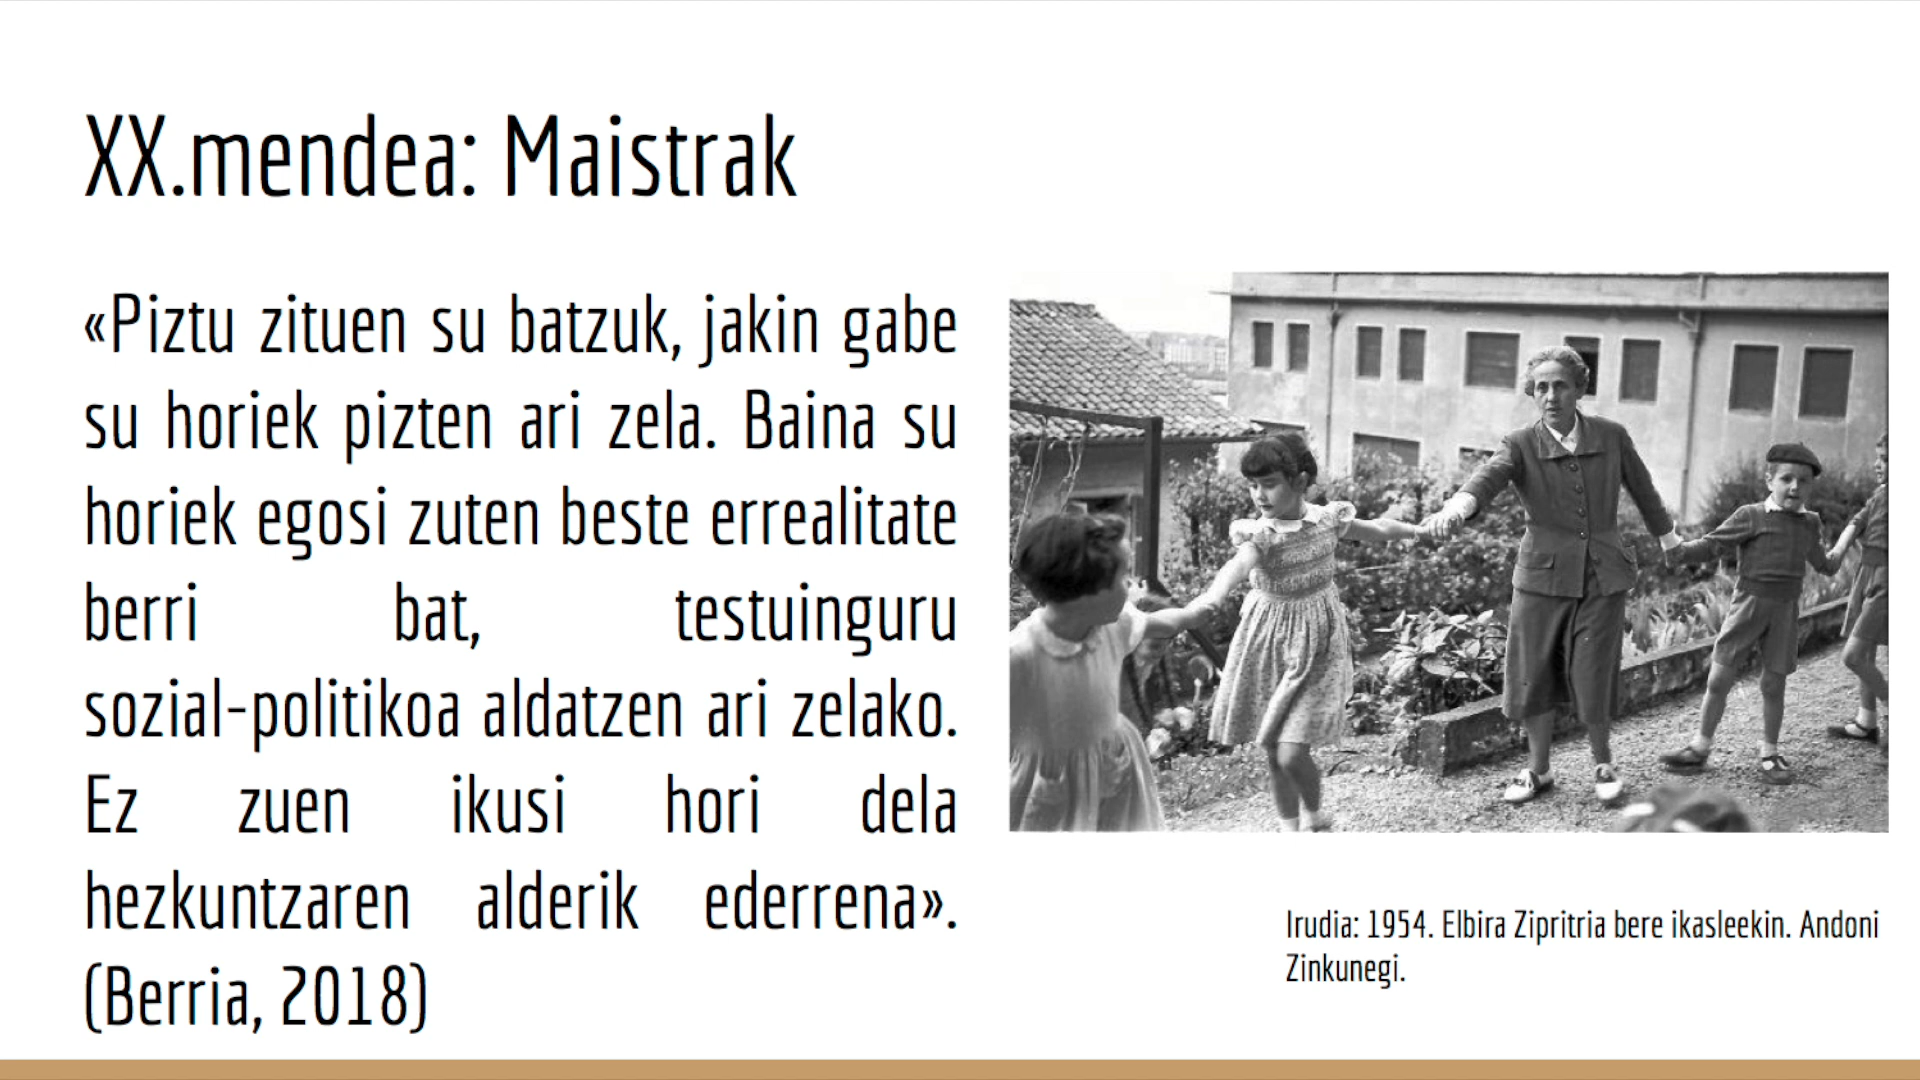 XX.mendea: Maistrak
«Piztu zituen su batzuk, jakin gabe
su horiek pizten ari zela. Baina su
horiek egosi zuten beste errealitate
berri bat, testuinguru
sozial-politikoa aldatzen ari zelako.
Ez zuen ikusi hori dela
hezkuntzaren alderik ederrena».
(Berria, 2018)
Irudia: 1954. Elbira Zipritria bere ikasleekin. Andoni
Zinkunegi.